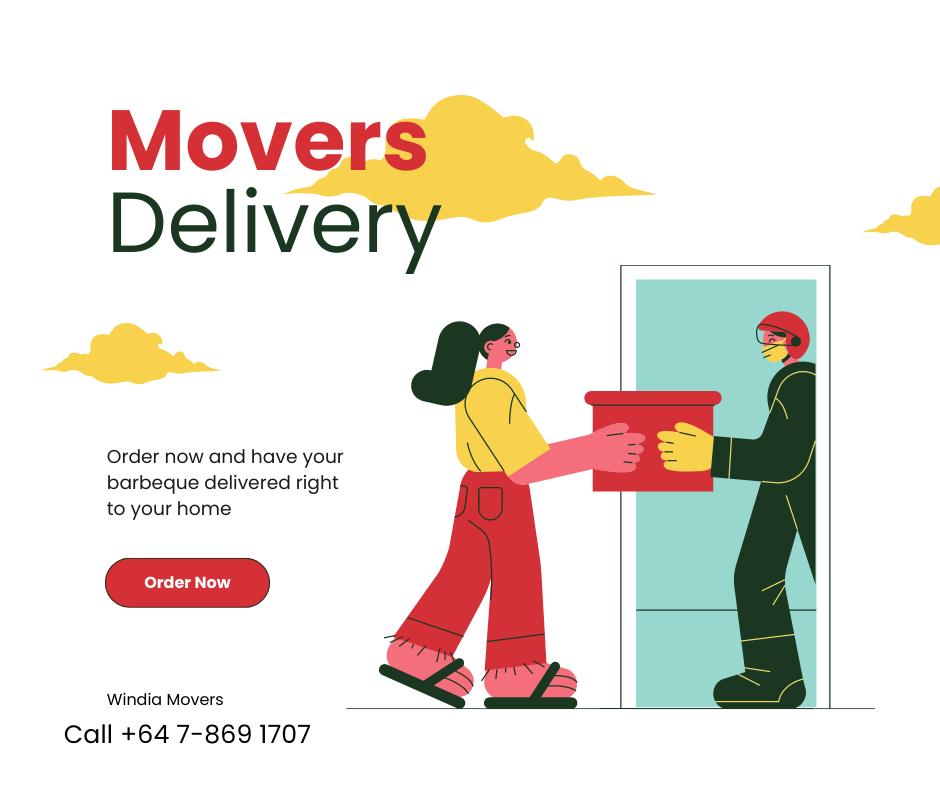 Movers
Delivery
Order now and have your
barbeque delivered right
to your home
Order Now
Windia Movers
Call +64 7-869 1707